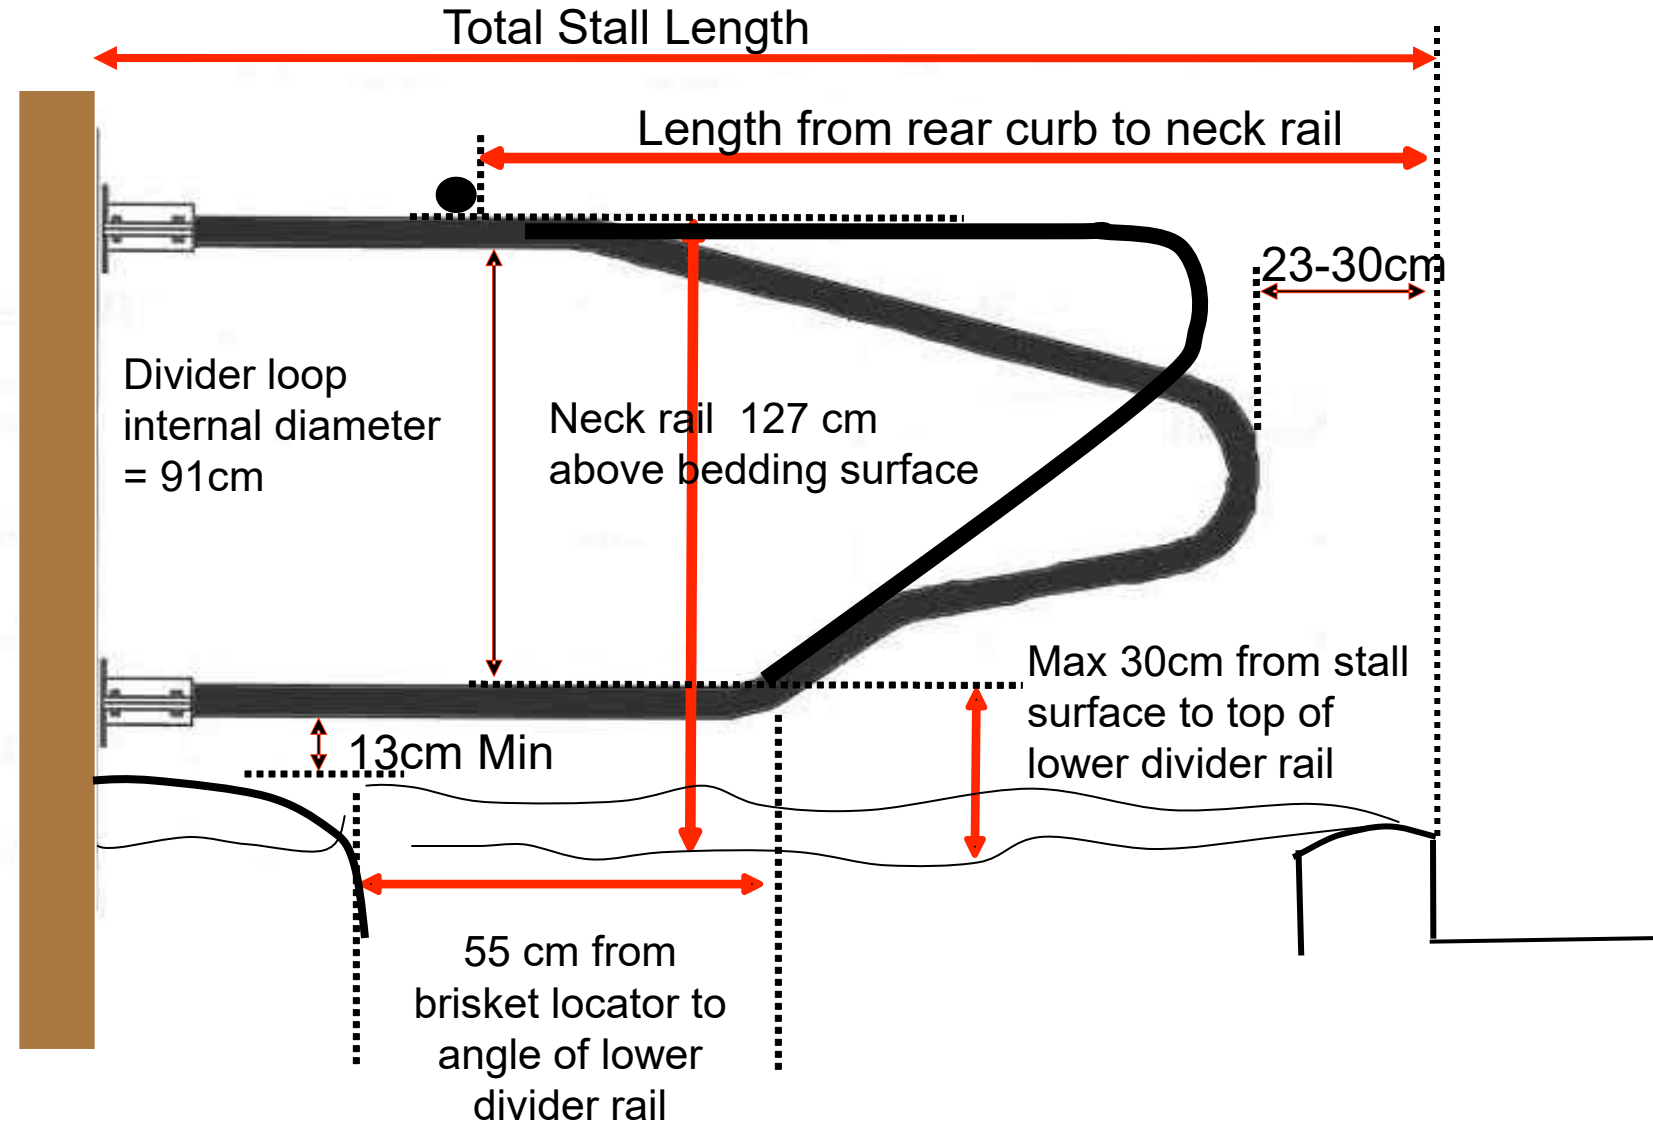 Total Stall Length
Length from rear curb to neck rail
23-30cm
Divider loop
internal diameter
= 91cm
Neck rail  127 cm
above bedding surface
Max 30cm from stall
surface to top of
lower divider rail
13cm Min
55 cm from
brisket locator to
angle of lower
divider rail